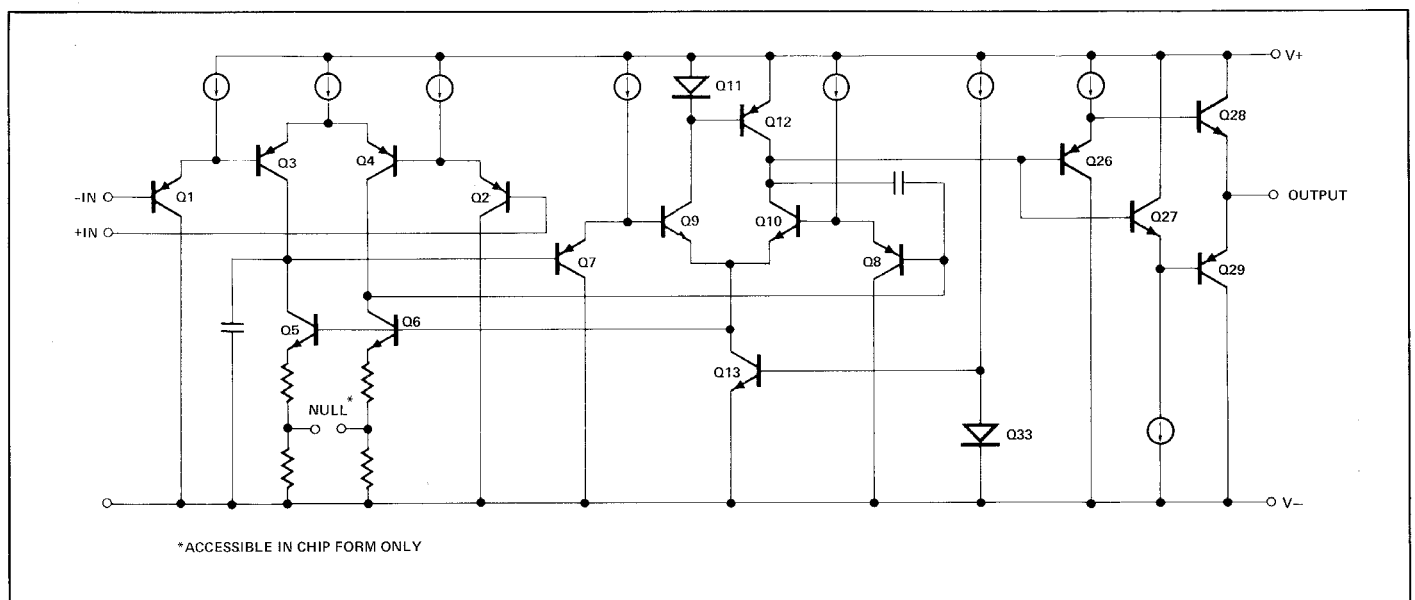 V+
Q11
Q12
Q28
Q3
Q4
Q26
Q1
Q2
-IN
OUTPUT
Q9
Q10
Q27
+IN
Q7
Q8
Q29
Q5
Q6
Q13
NULL*
Q33
V-
*ACCESSIBLE IN CHIP FORM ONLY